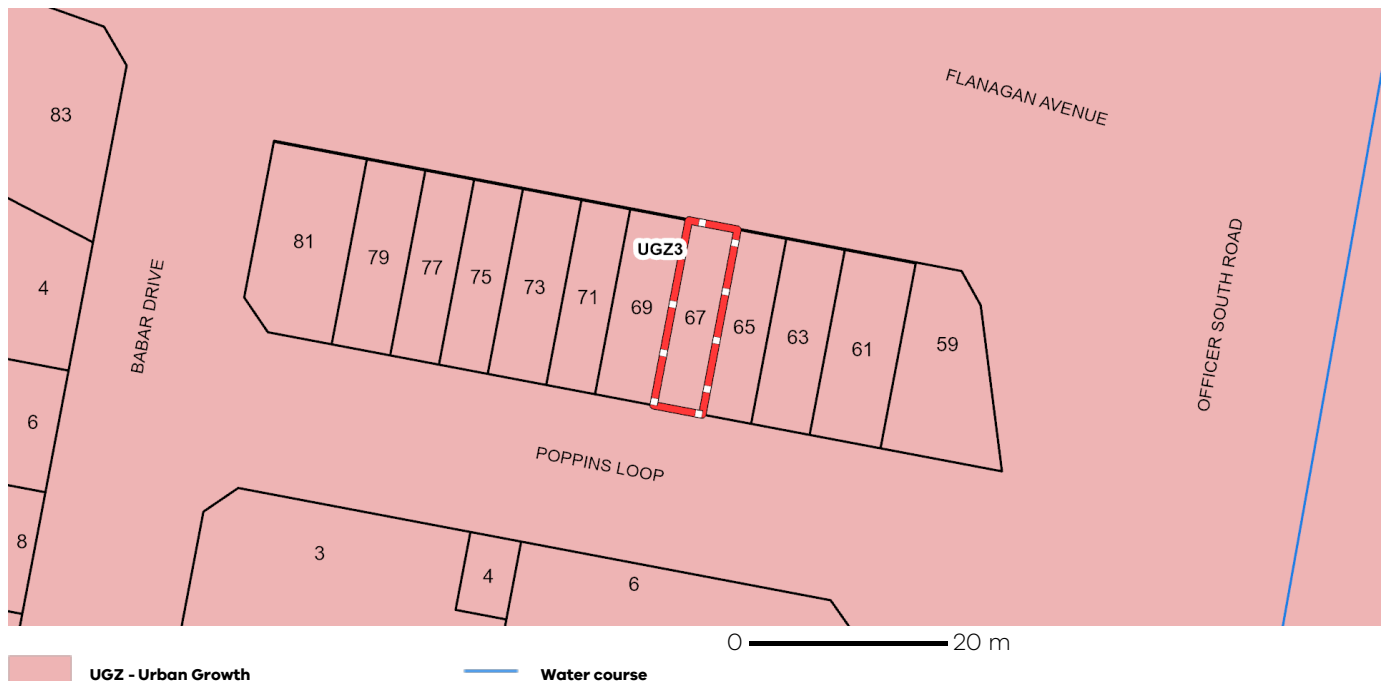 FLANAGAN AVENUE
83
81
79
77
75
73
71
UGZ3
69
67
65
63
61
59
OFFICER SOUTH ROAD
4
BABAR DRIVE
6
POPPINS LOOP
8
3
4
6
0 20 m
UGZ - Urban Growth
Water course